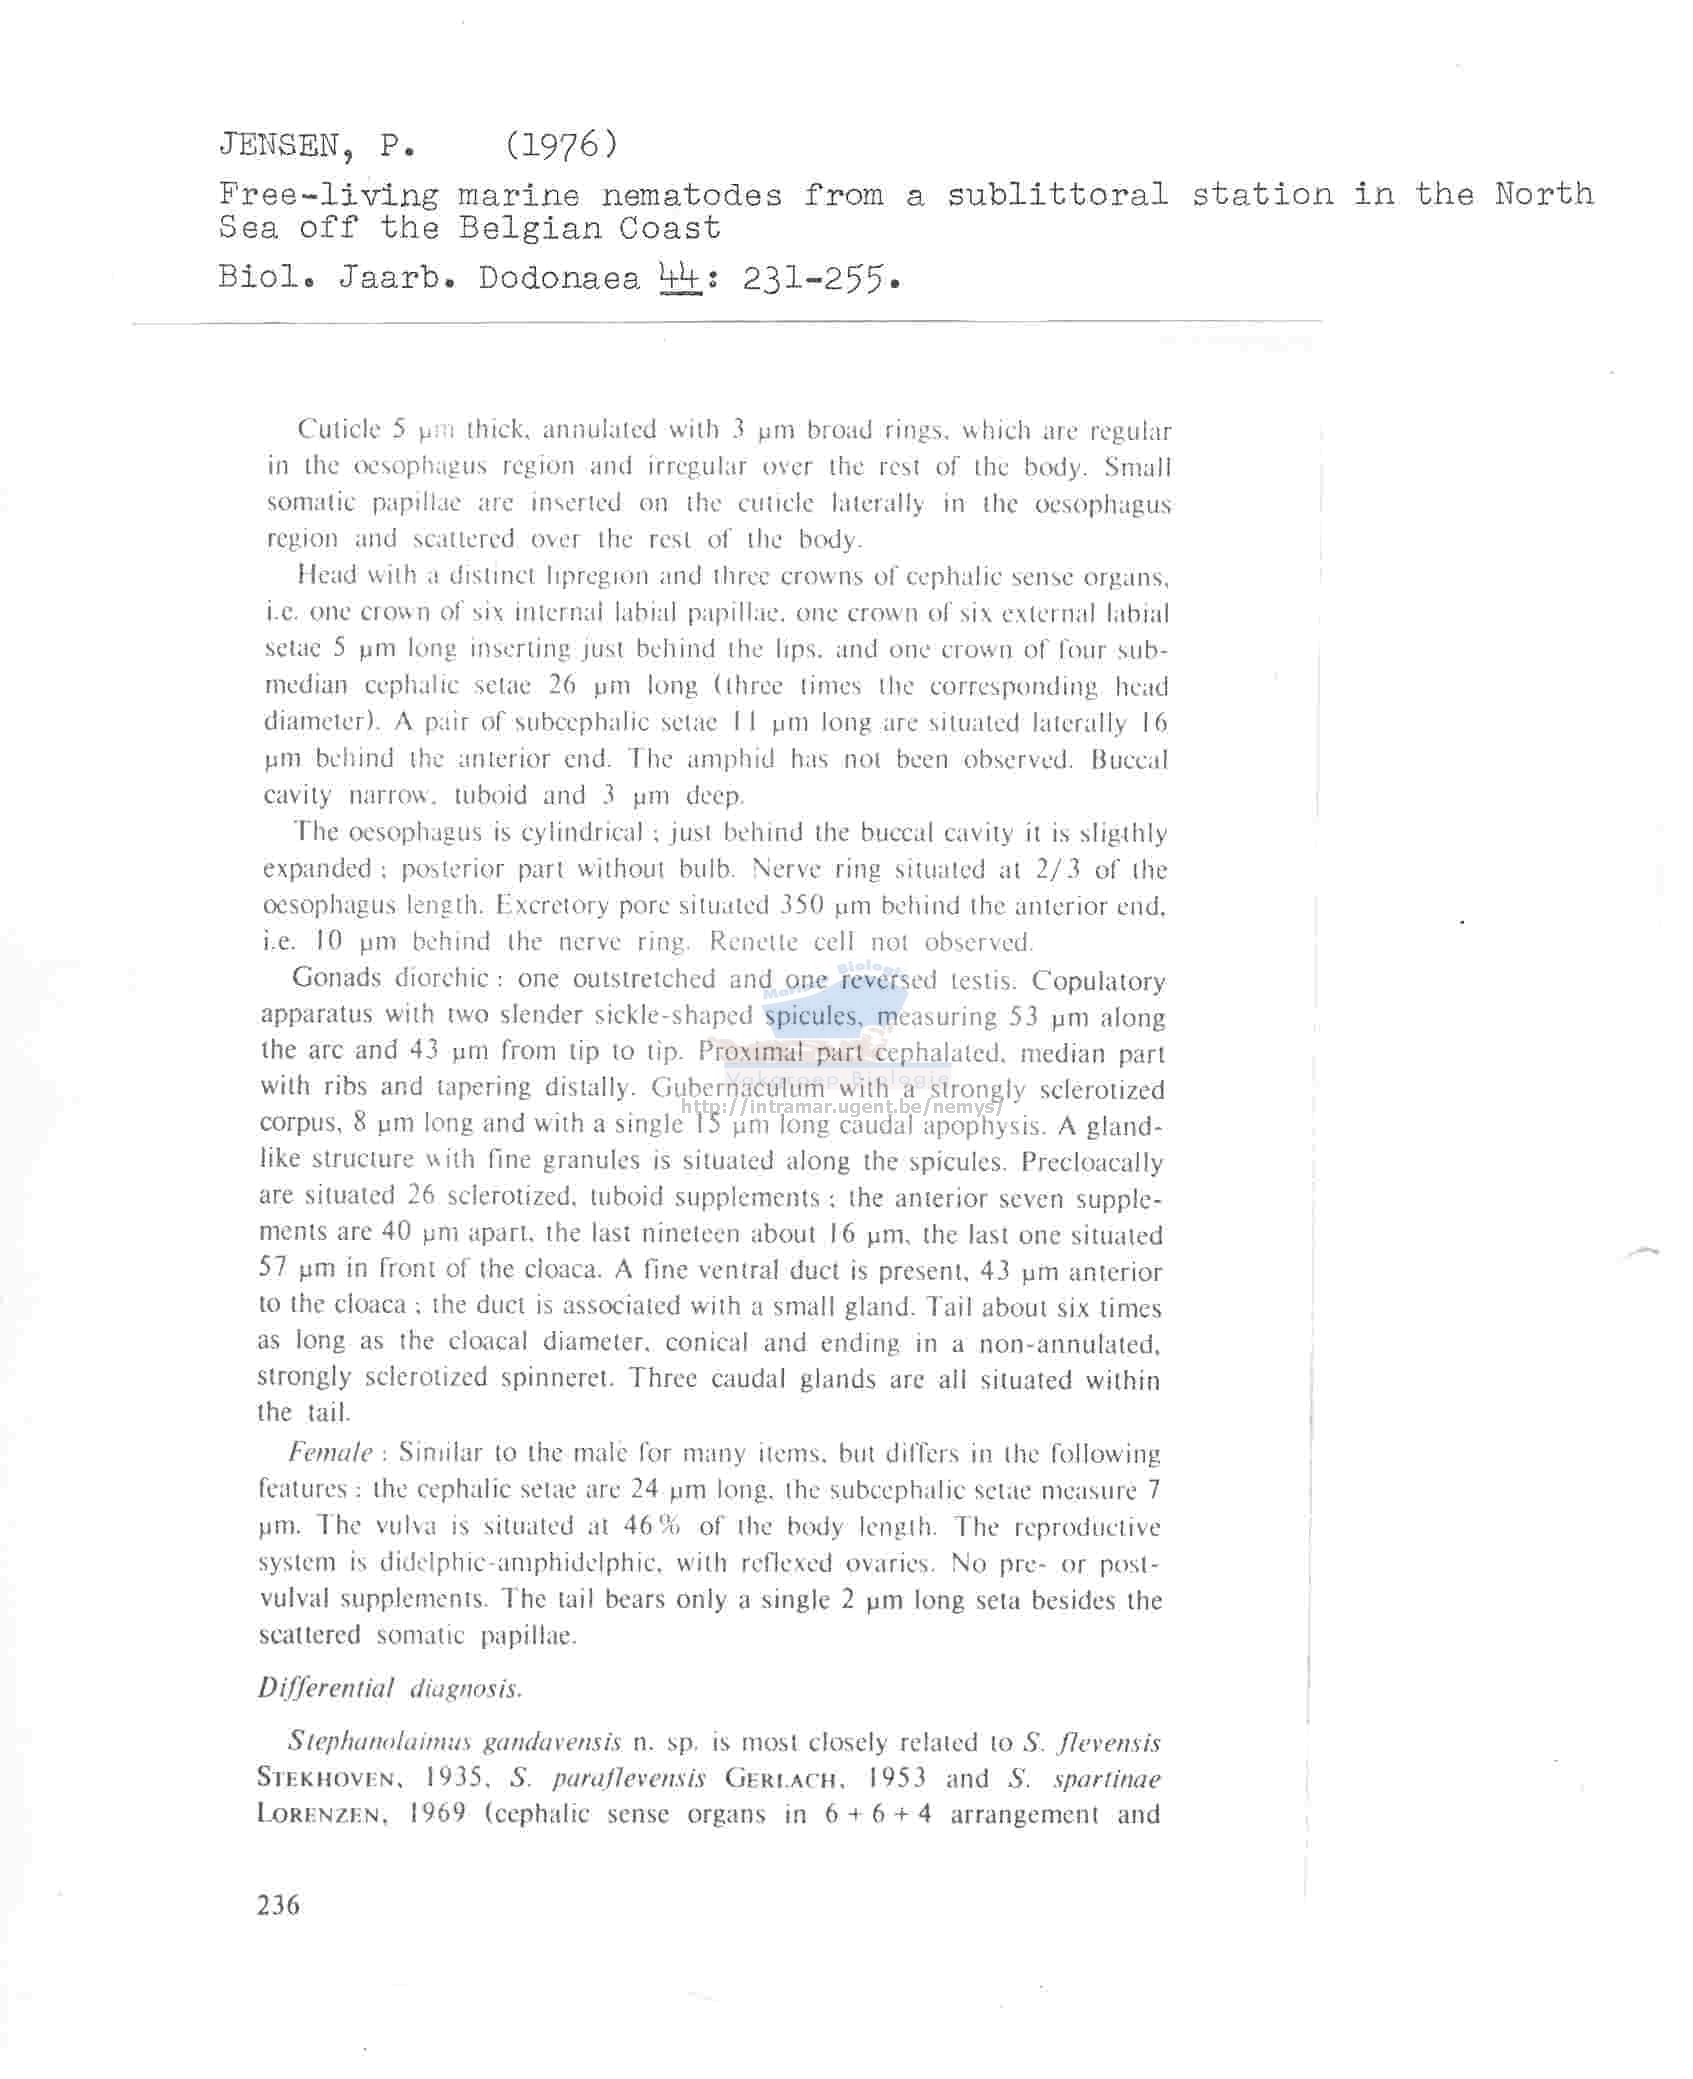 JENSEN, P. (1976)
Free-living marine nematodes from a sublittoral station in the North
Sea off the Belgian Coast
Biol. Jaarb. Dodonaea 44: 231-255.
Cuticle 5 µm thick, annulated with 3 µm broad rings, which are regular
in the oesophagus region and irregular over the rest of the body. Small
somatic papillae are inserted on the cuticle laterally in the oesophagus
region and scattered over the rest of the body.
Head with a distinct lipregion and three crowns of cephalic sense organs,
i.e. one crown of six internal labial papillae, one crown of six external labial
setae 5 µm long inserting just behind the lips, and one crown of four sub-
median cephalic setae 26 µm long (three times the corresponding head
diameter). A pair of subcephalic setae 11 µm long are situated laterally 16
µm behind the anterior end. The amphid has not been observed. Buccal
cavity narrow, tuboid and 3 µm deep.
The oesophagus is cylindrical ; just behind the buccal cavity it is sligthly
expanded ; posterior part without bulb. Nerve ring situated at 2/3 of the
oesophagus length. Excretory pore situated 350 µm behind the anterior end,
i.e. 10 µm behind the nerve ring. Renette cell not observed.
Gonads diorchic : one outstretched and one reversed testis. Copulatory
apparatus with two slender sickle-shaped spicules, measuring 53 µm along
the arc and 43 µm from tip to tip. Proximal part cephalated, median part
with ribs and tapering distally. Gubernaculum with a strongly sclerotized
corpus, 8 µm long and with a single 15 µm long caudal apophysis. A gland-
like structure with fine granules is situated along the spicules. Precloacally
are situated 26 sclerotized, tuboid supplements ; the anterior seven supple-
ments are 40 µm apart, the last nineteen about 16 µm, the last one situated
57 µm in front of the cloaca. A fine ventral duct is present, 43 µm anterior
to the cloaca ; the duct is associated with a small gland. Tail about six times
as long as the cloacal diameter, conical and ending in a non-annulated,
strongly sclerotized spinneret. Three caudal glands are all situated within
the tail.
Female : Similar to the male for many items, but differs in the following
features : the cephalic setae are 24 µm long, the subcephalic setae measure 7
µm. The vulva is situated at 46% of the body length. The reproductive
system is didelphic-amphidelphic, with reflexed ovaries. No pre- or post-
vulval supplements. The tail bears only a single 2 µm long seta besides the
scattered somatic papillae.
Differential diagnosis.
Stephanolaimus gandavensis n. sp. is most closely related to S. flevensis
STEKHOVEN, 1935, S. paraflevensis GERLACH, 1953 and S. spartinae
LORENZEN, 1969 (cephalic sense organs in 6 + 6 + 4 arrangement and
236
Marine Biologie
Vakgroep Biologie
http://intramar.ugent.be/nemys/